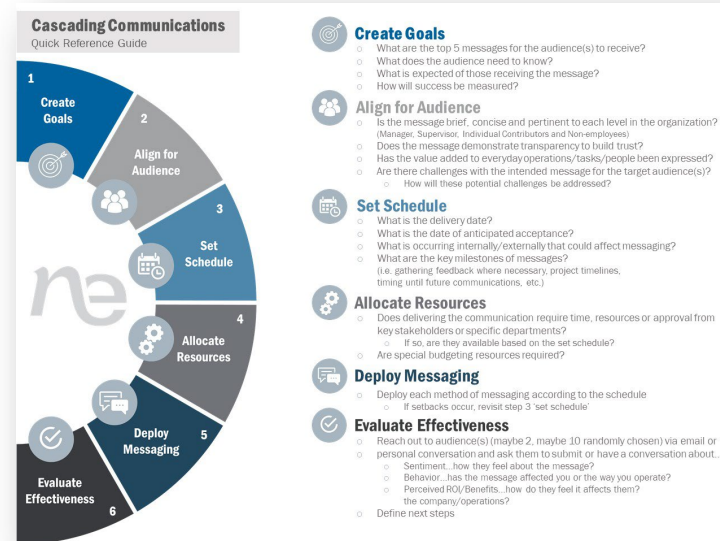 Cascading Communications
Quick Reference Guide
1
Create
Goals
2
Align for
Audience
3
Set
Schedule
4
Allocate
Resources
Deploy
Messaging
5
Evaluate
Effectiveness
6
ne
Create Goals
What are the top 5 messages for the audience(s) to receive?
What does the audience need to know?
What is expected of those receiving the message?
How will success be measured?
Align for Audience
Is the message brief, concise and pertinent to each level in the organization?
(Manager, Supervisor, Individual Contributors and Non-employees)
Does the message demonstrate transparency to build trust?
Has the value added to everyday operations/tasks/people been expressed?
Are there challenges with the intended message for the target audience(s)?
How will these potential challenges be addressed?
Set Schedule
What is the delivery date?
What is the date of anticipated acceptance?
What is occurring internally/externally that could affect messaging?
What are the key milestones of messages?
(i.e. gathering feedback where necessary, project timelines,
timing until future communications, etc.)
Allocate Resources
Does delivering the communication require time, resources or approval from
key stakeholders or specific departments?
If so, are they available based on the set schedule?
Are special budgeting resources required?
Deploy Messaging
Deploy each method of messaging according to the schedule
If setbacks occur, revisit step 3 'set schedule'
Evaluate Effectiveness
Reach out to audience(s) (maybe 2, maybe 10 randomly chosen) via email or
personal conversation and ask them to submit or have a conversation about..
Sentiment...how they feel about the message?
Behavior...has the message affected you or the way you operate?
Perceived ROI/Benefits...how do they feel it affects them?
the company/operations?
Define next steps